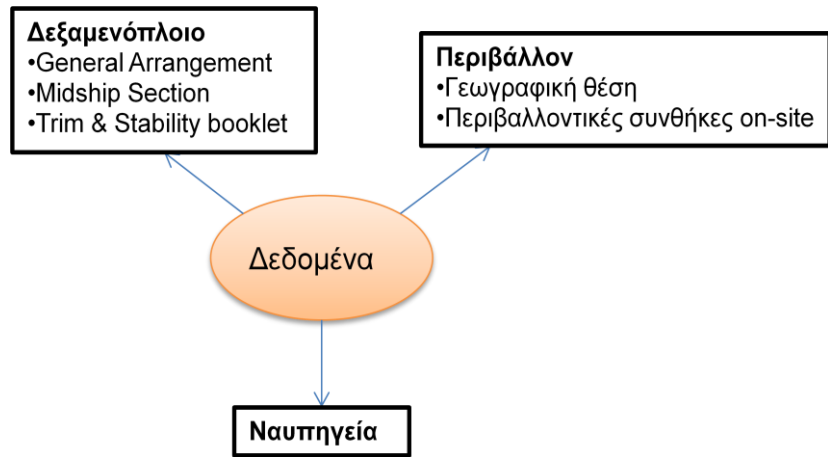 Δεξαμενόπλοιο
•General Arrangement
•Midship Section
•Trim & Stability booklet
Περιβάλλον
•Γεωγραφική θέση
•Περιβαλλοντικές συνθήκες on-site
Δεδομένα
Ναυπηγεία